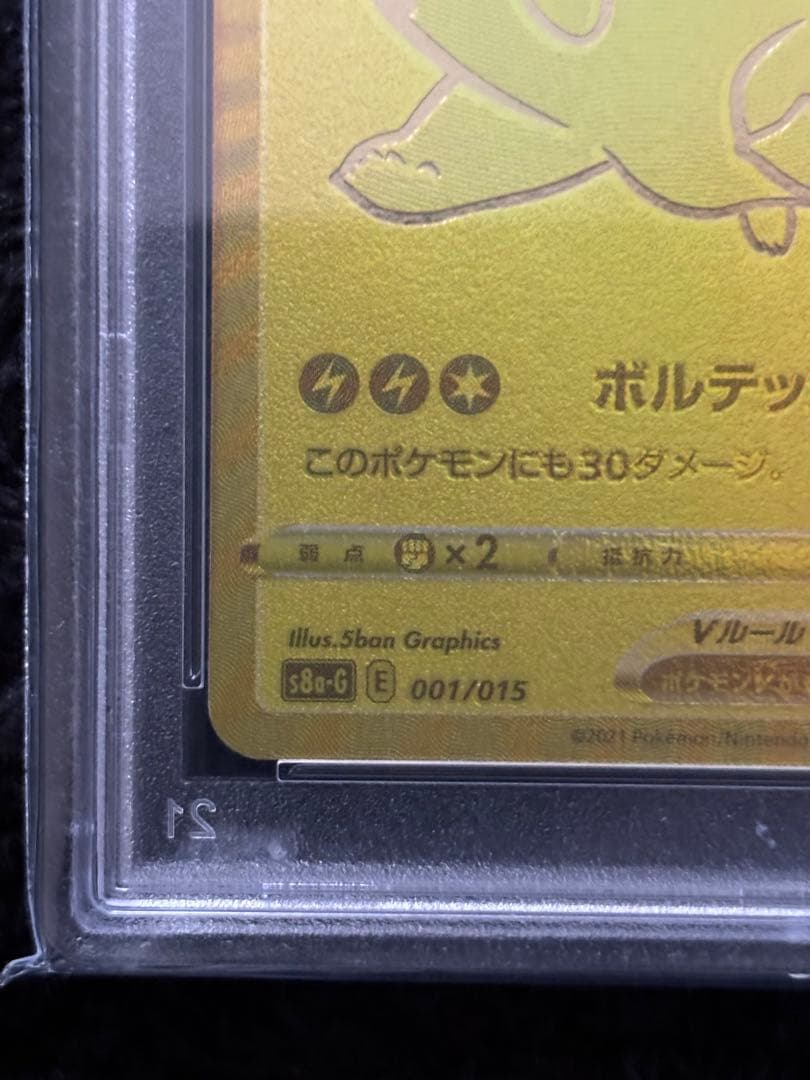 ボルテッ
このポケモンにも30ダメージ。
弱点 ×2 抵抗力
Illus.5ban Graphics
Vルール
s8a-G E 001/015
©2021 Pokémon/Nintendo
21